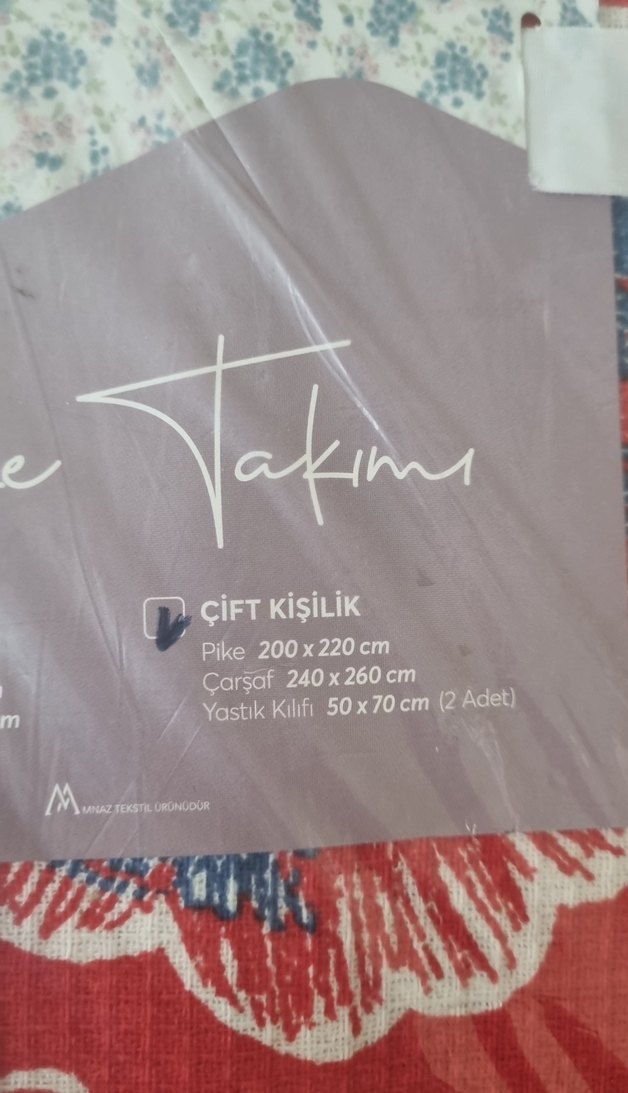 e Takımı
ÇİFT KİŞİLİK
Pike 200 x 220 cm
Çarşaf 240 x 260 cm
Yastık Kılıfı 50 x 70 cm (2 Adet)
m
MNAZ TEKSTİL ÜRÜNÜDÜR